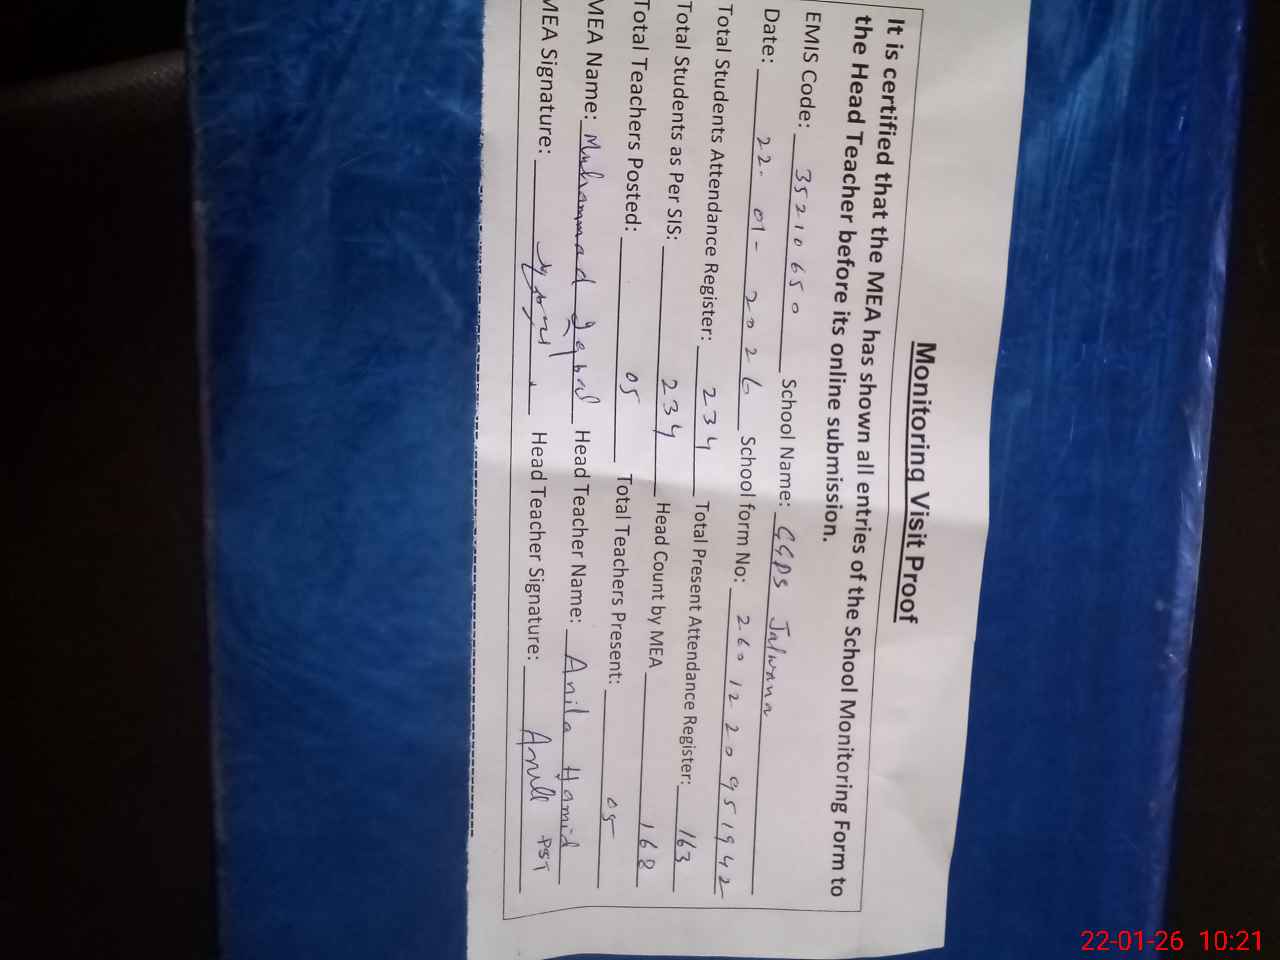 Monitoring Visit Proof
It is certified that the MEA has shown all entries of the School Monitoring Form to
the Head Teacher before its online submission.
EMIS Code: 35210650 School Name: GGPS Jalwana
Date: 22-01-2026 School form No: 2601220951942
Total Students Attendance Register: 234 Total Present Attendance Register: 163
Total Students as Per SIS: 234 Head Count by MEA 168
Total Teachers Posted: 05 Total Teachers Present: 05
MEA Name: Muhammad Iqbal Head Teacher Name: Anila Hamid
MEA Signature: Head Teacher Signature: PST
22-01-26 10:21